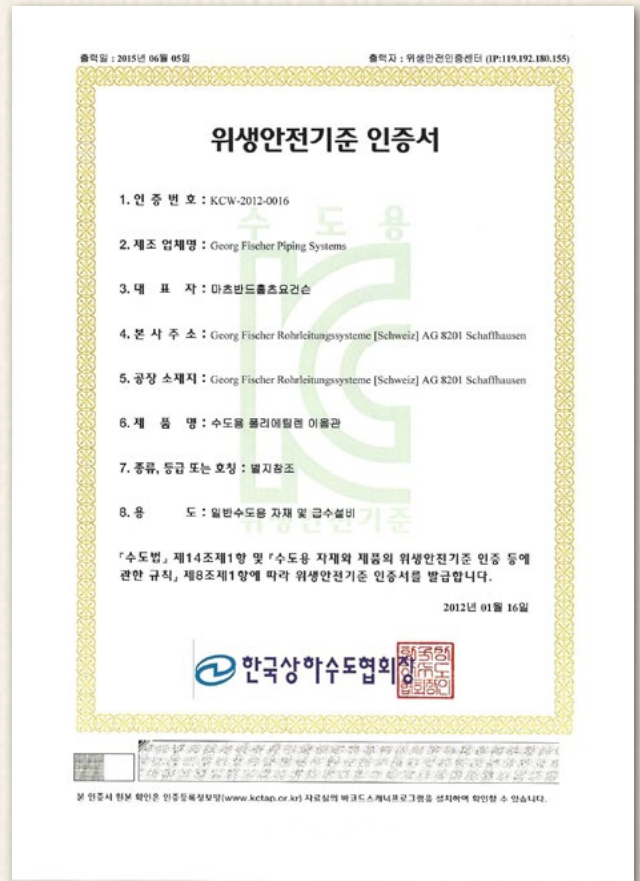 출력일 : 2015년 06월 05일
출력자 : 위생안전인증센터 (IP:119.192.180.155)
위생안전기준 인증서
수 도 용
1. 인 증 번 호 : KCW-2012-0016
2. 제조 업체명 : Georg Fischer Piping Systems
3. 대 표 자 : 마츠반드홀츠요건슨
4. 본 사 주 소 : Georg Fischer Rohrleitungssysteme [Schweiz] AG 8201 Schaffhausen
5. 공장 소재지 : Georg Fischer Rohrleitungssysteme [Schweiz] AG 8201 Schaffhausen
6. 제 품 명 : 수도용 폴리에틸렌 이음관
7. 종류, 등급 또는 호칭 : 별지참조
8. 용 도 : 일반수도용 자재 및 급수설비
위생안전기준
「수도법」 제14조제1항 및 「수도용 자재와 제품의 위생안전기준 인증 등에
관한 규칙」 제8조제1항에 따라 위생안전기준 인증서를 발급합니다.
2012년 01월 16일
한국상하수도협회장
본 인증서 원본 확인은 인증등록정보망(www.kctap.or.kr) 자료실의 바코드스캐너프로그램을 설치하여 확인할 수 있습니다.